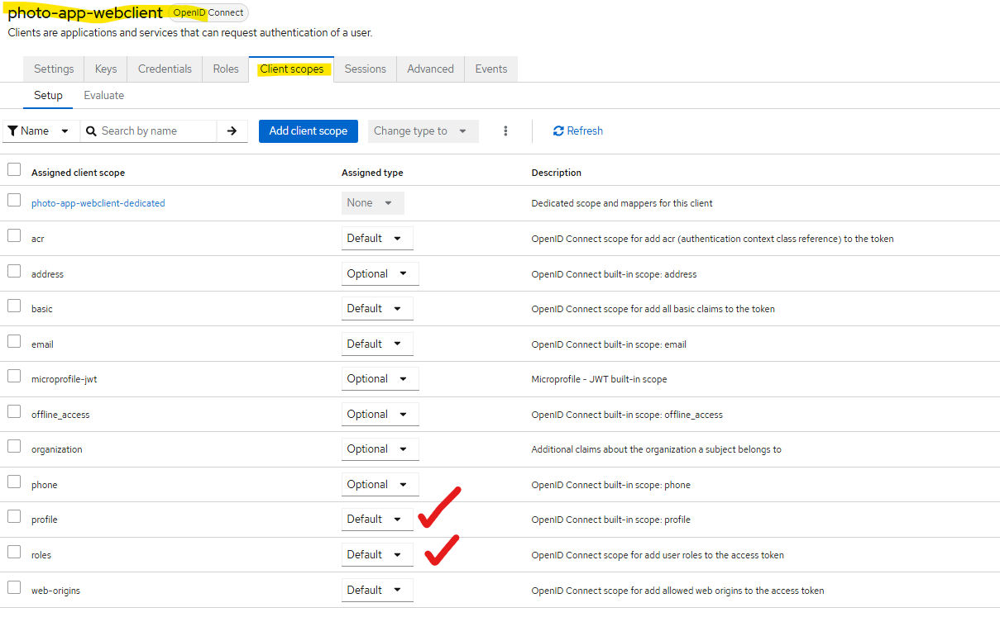 photo-app-webclient OpenID Connect
Clients are applications and services that can request authentication of a user.
Settings Keys Credentials Roles Client scopes Sessions Advanced Events
Setup Evaluate
Name Search by name Add client scope Change type to Refresh
Assigned client scope Assigned type Description
photo-app-webclient-dedicated None Dedicated scope and mappers for this client
acr Default OpenID Connect scope for add acr (authentication context class reference) to the token
address Optional OpenID Connect built-in scope: address
basic Default OpenID Connect scope for add all basic claims to the token
email Default OpenID Connect built-in scope: email
microprofile-jwt Optional Microprofile - JWT built-in scope
offline_access Optional OpenID Connect built-in scope: offline_access
organization Optional Additional claims about the organization a subject belongs to
phone Optional OpenID Connect built-in scope: phone
profile Default OpenID Connect built-in scope: profile
roles Default OpenID Connect scope for add user roles to the access token
web-origins Default OpenID Connect scope for add allowed web origins to the access token